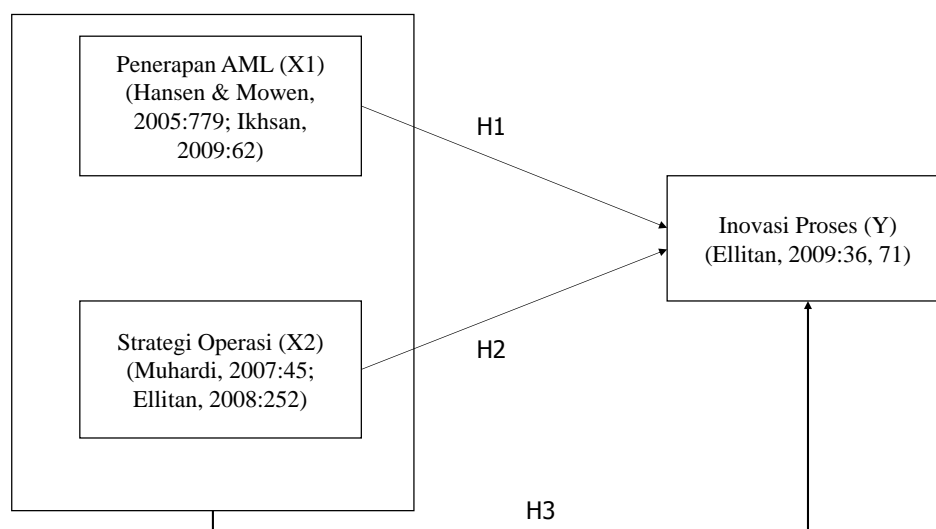 Penerapan AML (X1)
(Hansen & Mowen,
2005:779; Ikhsan,
2009:62)
H1
Inovasi Proses (Y)
(Ellitan, 2009:36, 71)
Strategi Operasi (X2)
(Muhardi, 2007:45;
Ellitan, 2008:252)
H2
H3